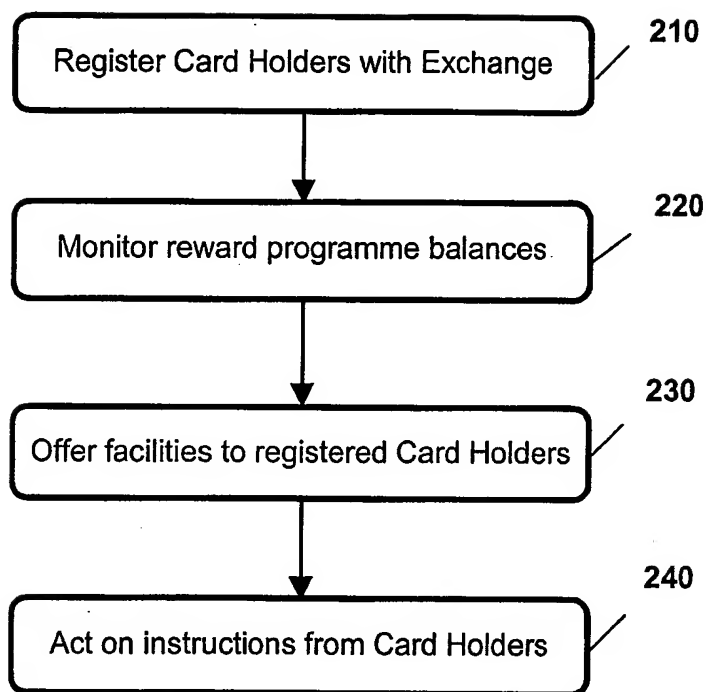 210
Register Card Holders with Exchange
220
Monitor reward programme balances
230
Offer facilities to registered Card Holders
240
Act on instructions from Card Holders